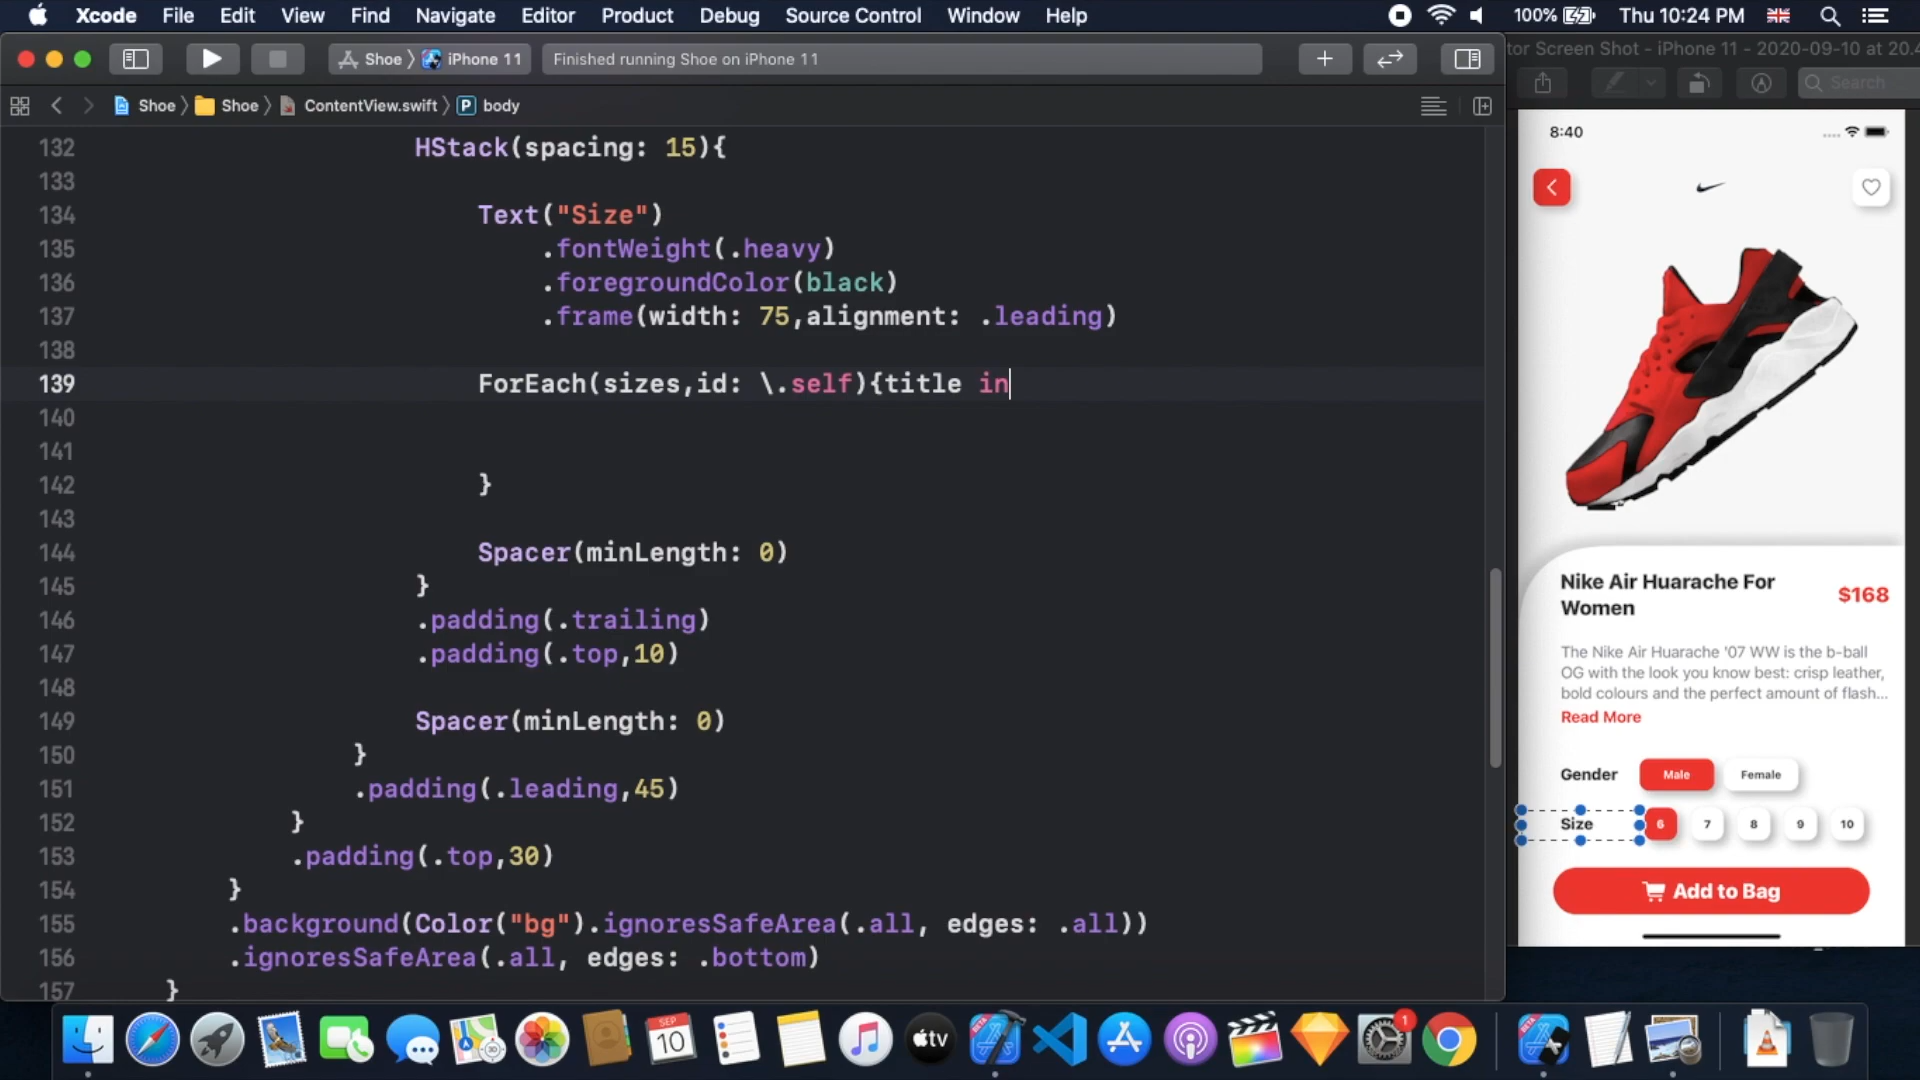 Xcode File Edit View Find Navigate Editor Product Debug Source Control Window Help 100% Thu 10:24 PM
Shoe 〉 iPhone 11 Finished running Shoe on iPhone 11
tor Screen Shot - iPhone 11 - 2020-09-10 at 20.4
Search
Shoe 〉 Shoe 〉 ContentView.swift 〉 P body
132 HStack(spacing: 15){
133
134 Text("Size")
135 .fontWeight(.heavy)
136 .foregroundColor(black)
137 .frame(width: 75,alignment: .leading)
138
139 ForEach(sizes,id: \.self){title in
140
141
142 }
143
144 Spacer(minLength: 0)
145 }
146 .padding(.trailing)
147 .padding(.top,10)
148
149 Spacer(minLength: 0)
150 }
151 .padding(.leading,45)
152 }
153 .padding(.top,30)
154 }
155 .background(Color("bg").ignoresSafeArea(.all, edges: .all))
156 .ignoresSafeArea(.all, edges: .bottom)
157 }
8:40
Nike Air Huarache For
Women
$168
The Nike Air Huarache '07 WW is the b-ball
OG with the look you know best: crisp leather,
bold colours and the perfect amount of flash...
Read More
Gender Male Female
Size 6 7 8 9 10
Add to Bag
SEP
10
tv
1